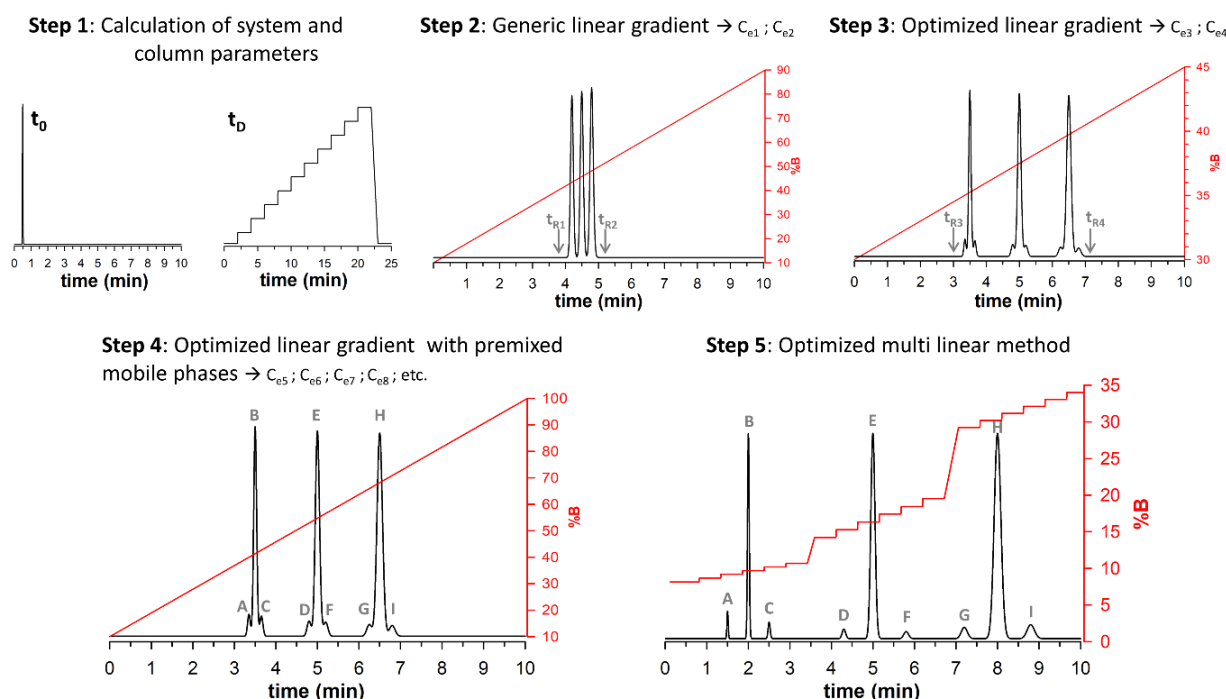 Step 1: Calculation of system and
column parameters
t0
0 1 2 3 4 5 6 7 8 9 10
time (min)
tD
0 5 10 15 20 25
time (min)
Step 2: Generic linear gradient → Ce1 ; Ce2
tR1
tR2
90
80
70
60
50
40
30
20
10
%B
0 1 2 3 4 5 6 7 8 9 10
time (min)
Step 3: Optimized linear gradient → Ce3 ; Ce4
tR3
tR4
45
40
35
30
%B
0 1 2 3 4 5 6 7 8 9 10
time (min)
Step 4: Optimized linear gradient with premixed
mobile phases → Ce5 ; Ce6 ; Ce7 ; Ce8 ; etc.
B
E
H
A
C
D
F
G
I
100
90
80
70
60
50
40
30
20
10
%B
0 1 2 3 4 5 6 7 8 9 10
time (min)
Step 5: Optimized multi linear method
B
E
H
A
C
D
F
G
I
35
30
25
20
15
10
5
0
%B
0 1 2 3 4 5 6 7 8 9 10
time (min)